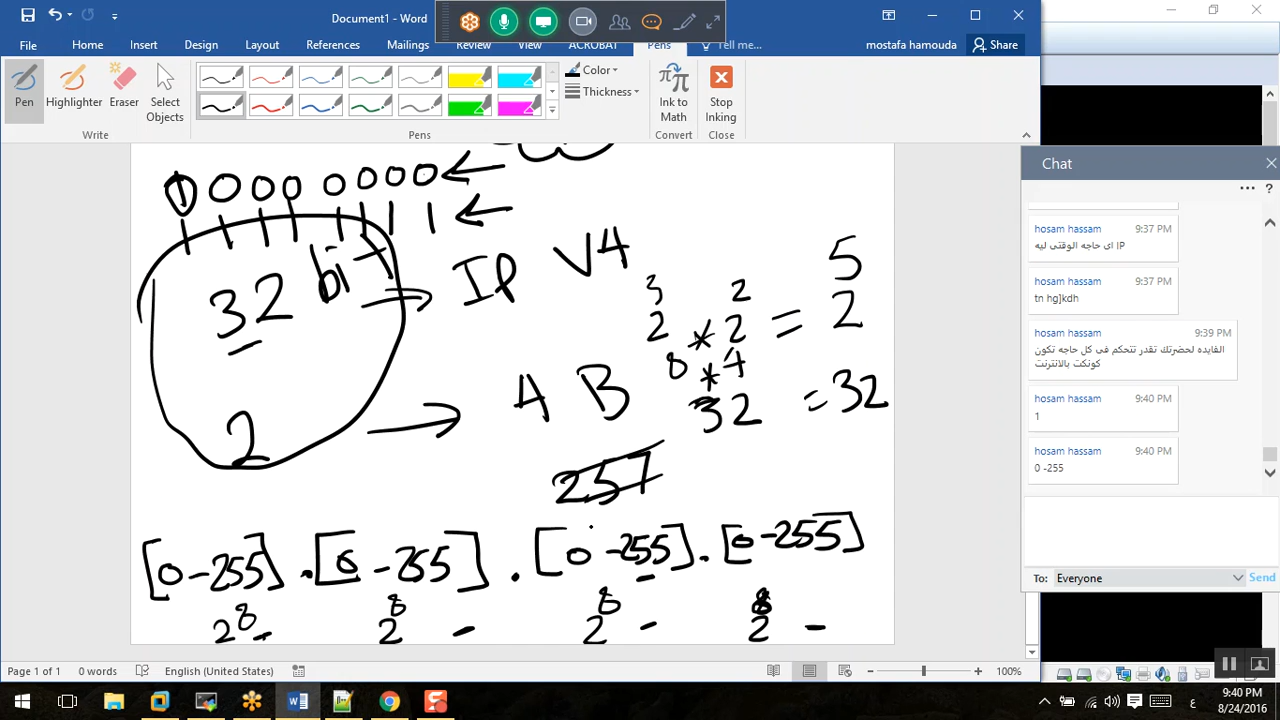 Document1 - Word
File Home Insert Design Layout References Mailings Review View ACROBAT Pens Tell me... mostafa hamouda Share
Pen Highlighter Eraser Select Objects Color Thickness Ink to Math Stop Inking
Write Pens Convert Close
0 0 0 0 0 0 0
1 1 1 1 1 1 1 1
32 bit → IP V4
2 → A B
2^3 * 2^2 = 2^5
8 * 4
32 = 32
257
[0-255] . [0-255] . [0-255] . [0-255]
2^8 - 2^8 - 2^8 - 2^8 -
Chat
hosam hassam 9:37 PM
IP اى حاجه الوقتى ليه
hosam hassam 9:37 PM
tn hg]kdh
hosam hassam 9:39 PM
الفايده لحضرتك تقدر تتحكم فى كل حاجه تكون
كونكت بالانترنت
hosam hassam 9:40 PM
1
hosam hassam 9:40 PM
0 -255
To: Everyone Send
Page 1 of 1 0 words English (United States) 100%
9:40 PM
8/24/2016